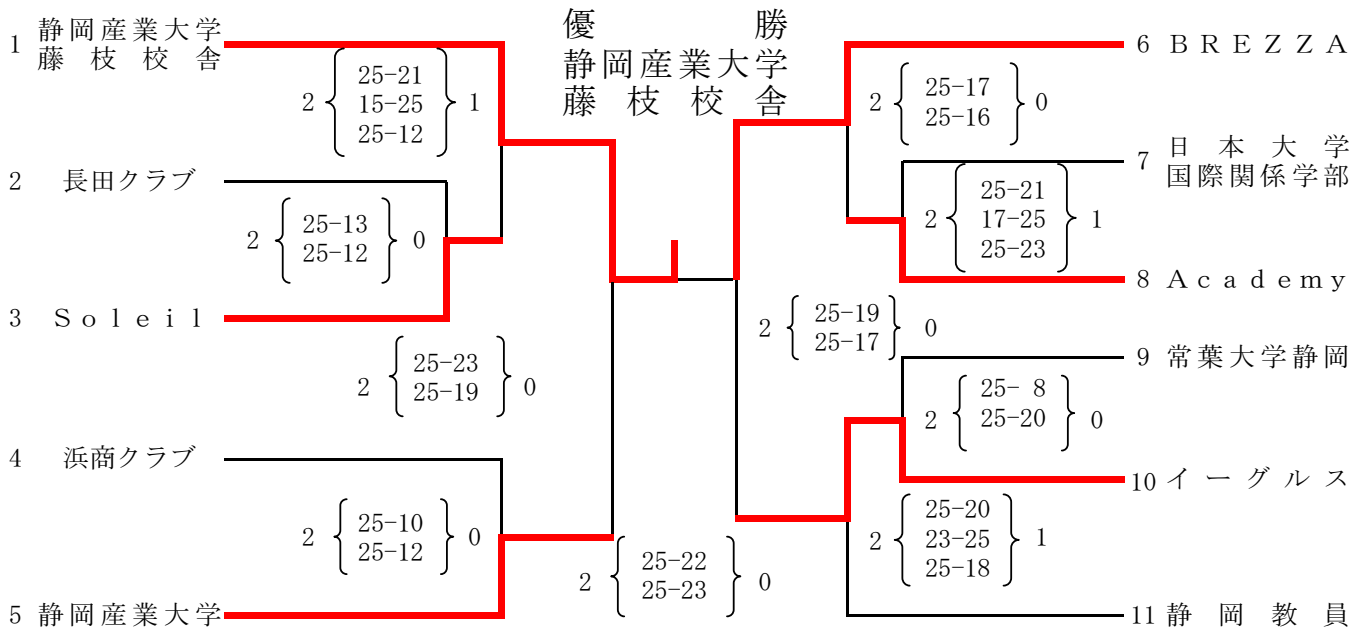 優勝
静岡産業大学
藤枝校舎
1 静岡産業大学
藤枝校舎
2 25-21 1
15-25
25-12
2 長田クラブ
2 25-13 0
25-12
3 Soleil
2 25-23 0
25-19
4 浜商クラブ
2 25-10 0
25-12
5 静岡産業大学
2 25-22 0
25-23
6 BREZZA
2 25-17 0
25-16
7 日本大学
国際関係学部
2 25-21 1
17-25
25-23
8 Academy
2 25-19 0
25-17
9 常葉大学静岡
2 25- 8 0
25-20
10 イーグルス
2 25-20 1
23-25
25-18
11 静岡教員